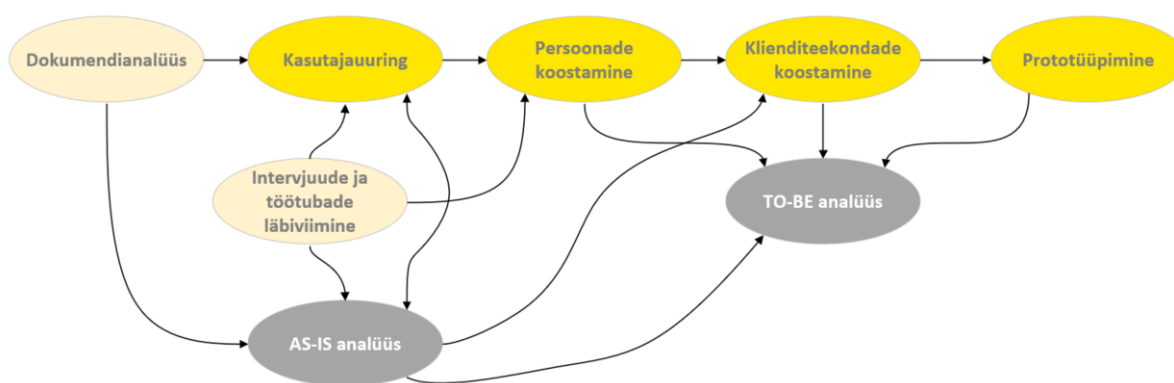 Dokumendianalüüs
Kasutajauuring
Persoonade
koostamine
Klienditeekondade
koostamine
Prototüüpimine
Intervjuude ja
töötubade
läbiviimine
TO-BE analüüs
AS-IS analüüs